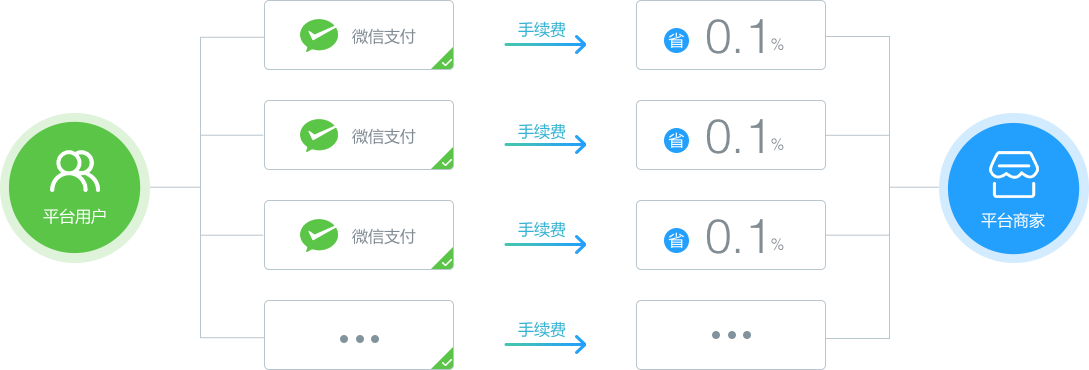 微信支付
手续费
省 0.1%
微信支付
手续费
省 0.1%
平台用户
平台商家
微信支付
手续费
省 0.1%
•••
手续费
•••